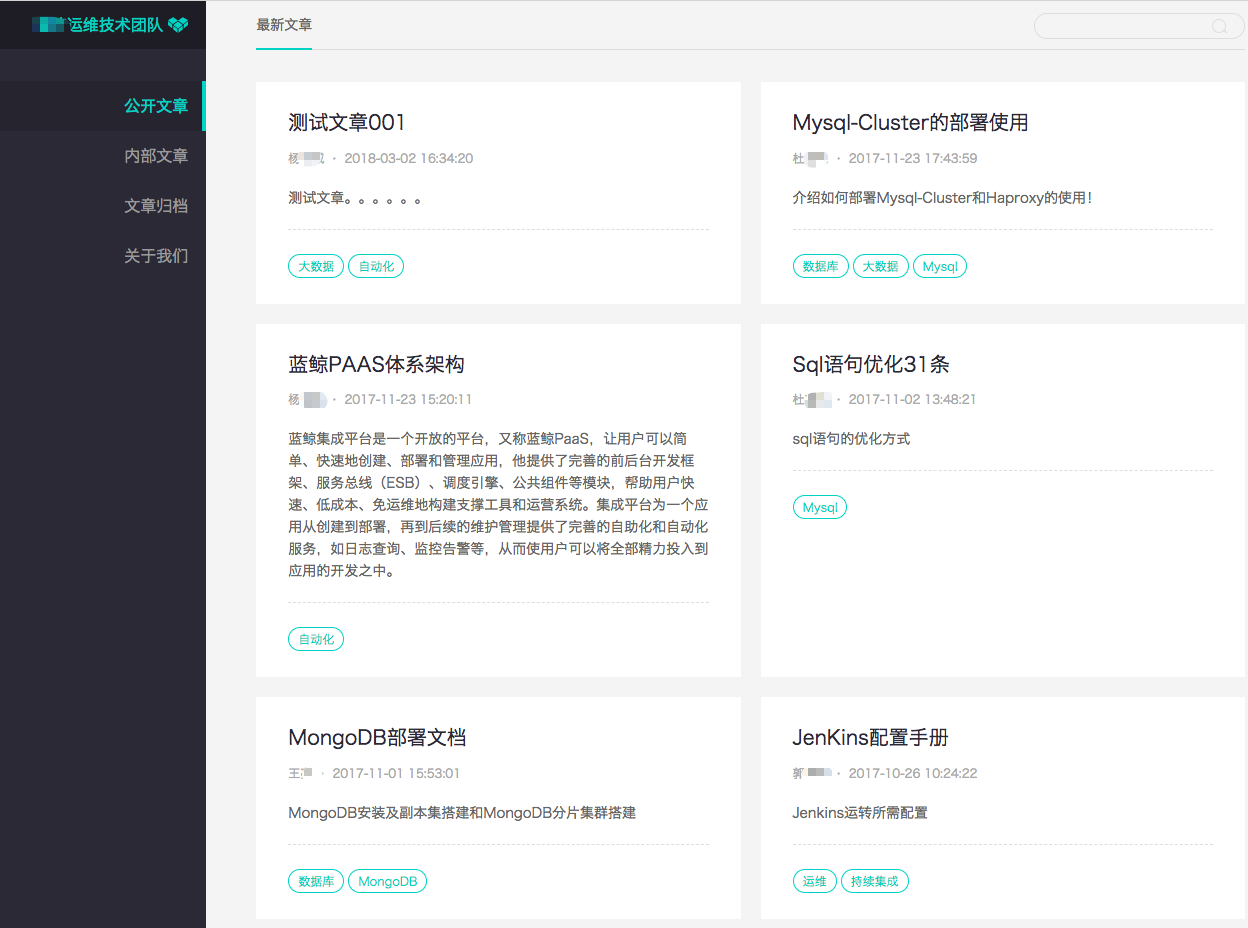 运维技术团队
公开文章
内部文章
文章归档
关于我们
最新文章
测试文章001
杨 · 2018-03-02 16:34:20
测试文章。。。。。。
大数据 自动化
Mysql-Cluster的部署使用
杜 · 2017-11-23 17:43:59
介绍如何部署Mysql-Cluster和Haproxy的使用！
数据库 大数据 Mysql
蓝鲸PAAS体系架构
杨 · 2017-11-23 15:20:11
蓝鲸集成平台是一个开放的平台，又称蓝鲸PaaS，让用户可以简
单、快速地创建、部署和管理应用，他提供了完善的前后台开发框
架、服务总线（ESB）、调度引擎、公共组件等模块，帮助用户快
速、低成本、免运维地构建支撑工具和运营系统。集成平台为一个应
用从创建到部署，再到后续的维护管理提供了完善的自助化和自动化
服务，如日志查询、监控告警等，从而使用户可以将全部精力投入到
应用的开发之中。
自动化
Sql语句优化31条
杜 · 2017-11-02 13:48:21
sql语句的优化方式
Mysql
MongoDB部署文档
王 · 2017-11-01 15:53:01
MongoDB安装及副本集搭建和MongoDB分片集群搭建
数据库 MongoDB
JenKins配置手册
郭 · 2017-10-26 10:24:22
Jenkins运转所需配置
运维 持续集成